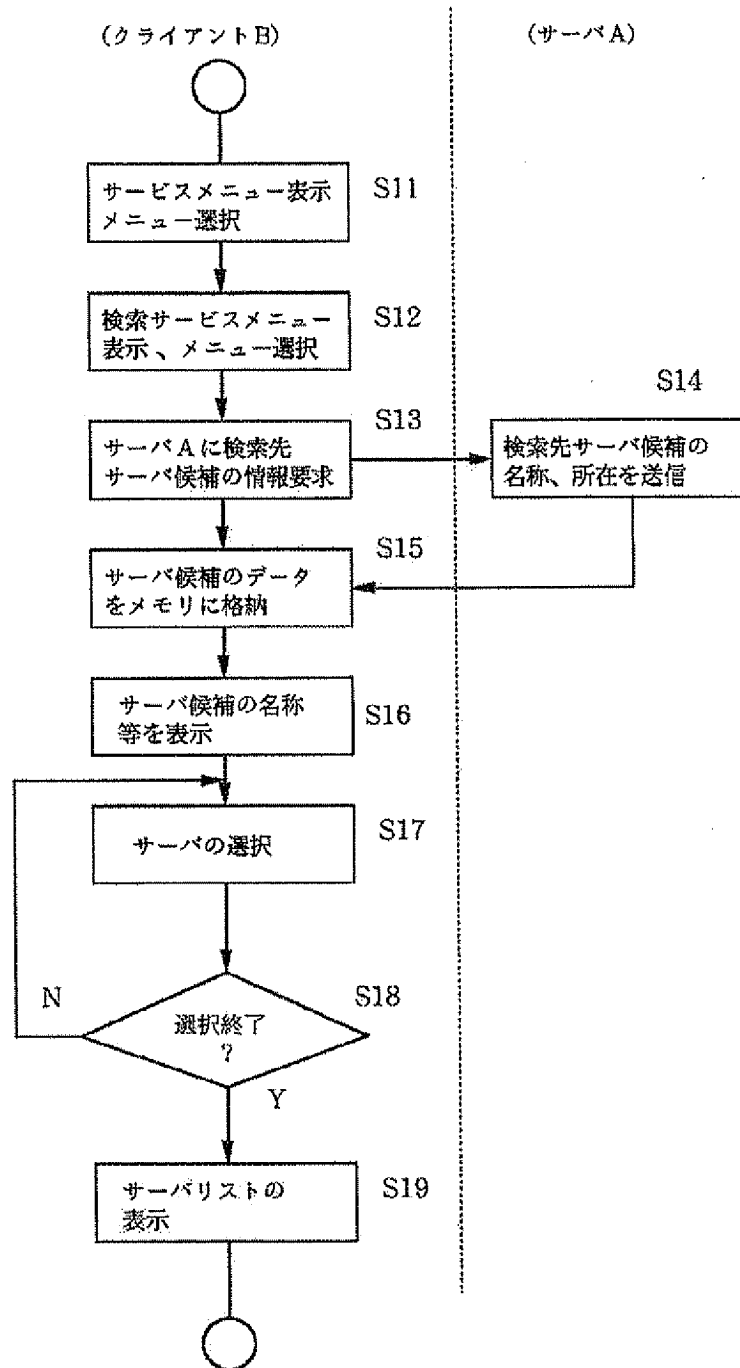 (クライアントB)
(サーバA)
サービスメニュー表示
メニュー選択
S11
検索サービスメニュー
表示、メニュー選択
S12
サーバAに検索先
サーバ候補の情報要求
S13
S14
検索先サーバ候補の
名称、所在を送信
サーバ候補のデータ
をメモリに格納
S15
サーバ候補の名称
等を表示
S16
サーバの選択
S17
選択終了
?
S18
N
Y
サーバリストの
表示
S19